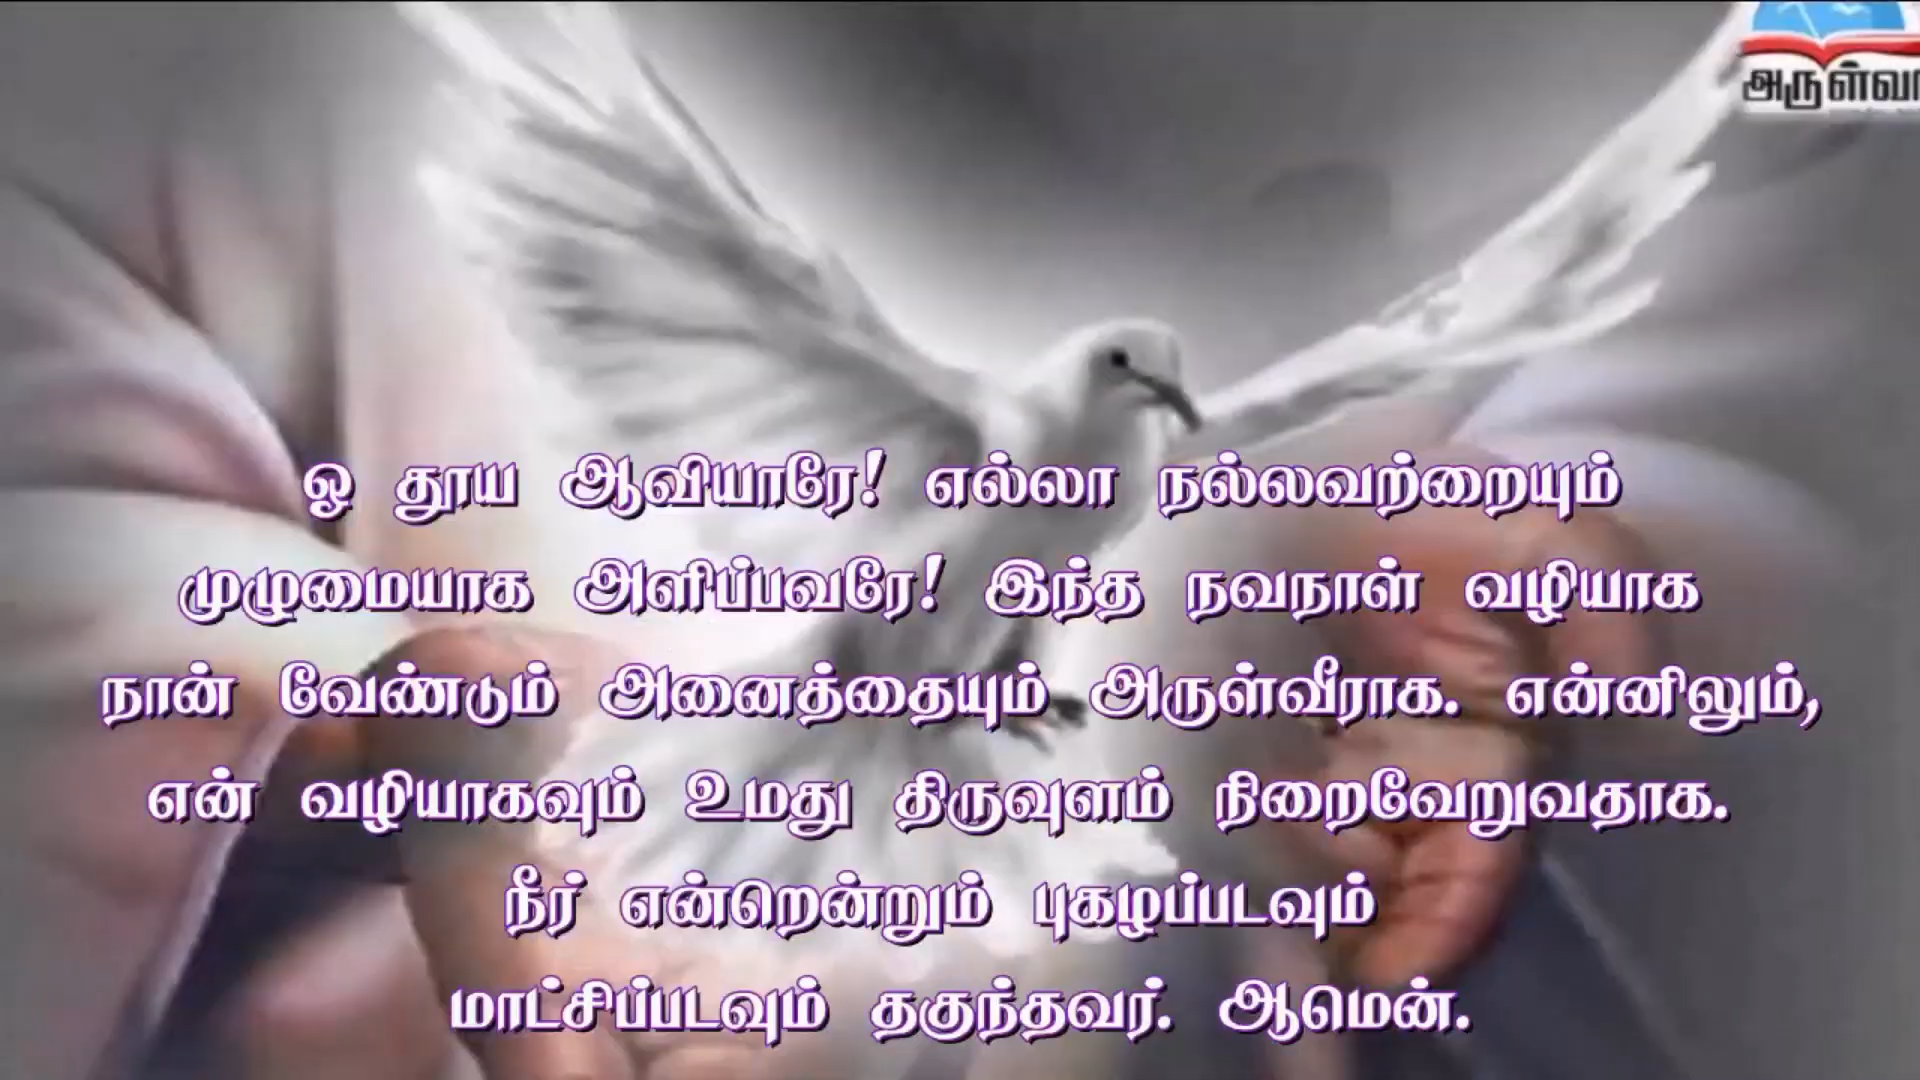 அருள்வா
ஓ தூய ஆவியாரே! எல்லா நல்லவற்றையும்
முழுமையாக அளிப்பவரே! இந்த நவநாள் வழியாக
நான் வேண்டும் அனைத்தையும் அருள்வீராக. என்னிலும்,
என் வழியாகவும் உமது திருவுளம் நிறைவேறுவதாக.
நீர் என்றென்றும் புகழப்படவும்
மாட்சிப்படவும் தகுந்தவர். ஆமென்.